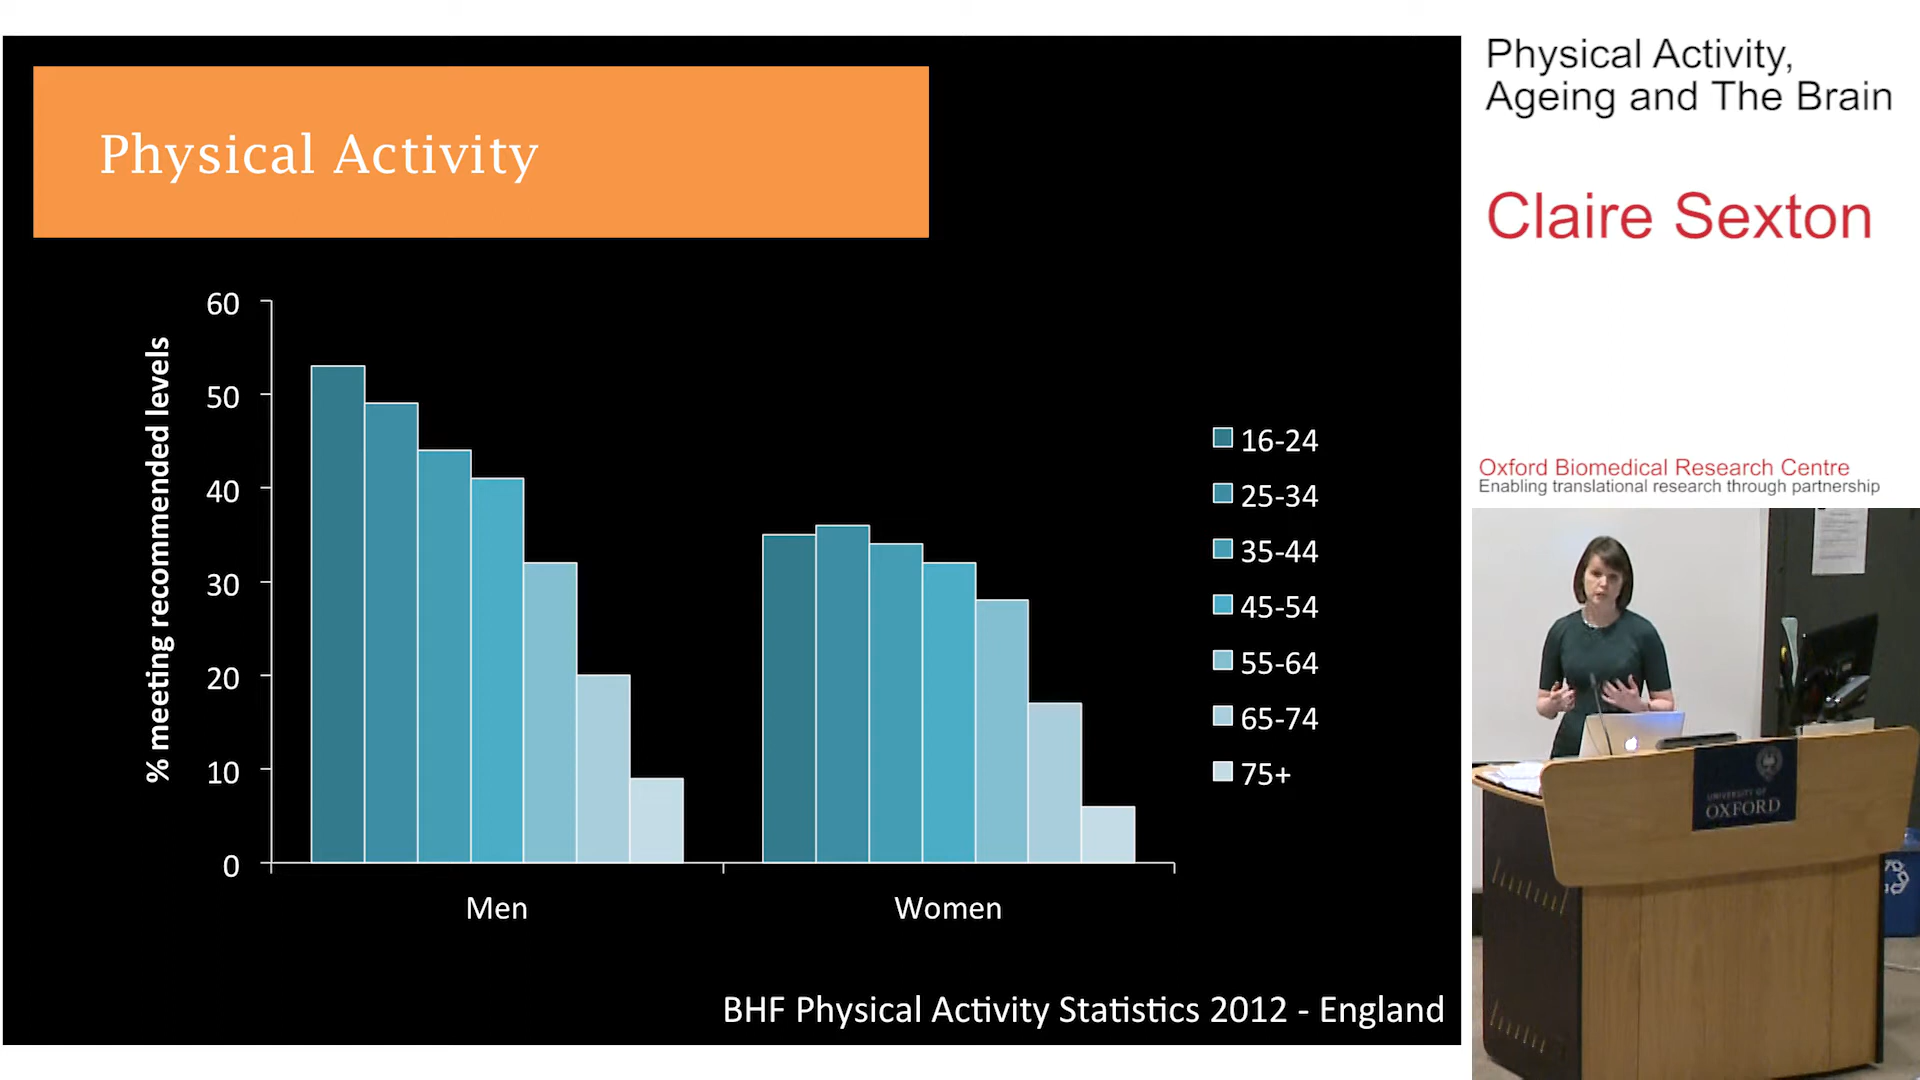 Physical Activity
60
50
40
30
20
10
0
% meeting recommended levels
Men
Women
16-24
25-34
35-44
45-54
55-64
65-74
75+
BHF Physical Activity Statistics 2012 - England
Physical Activity,
Ageing and The Brain
Claire Sexton
Oxford Biomedical Research Centre
Enabling translational research through partnership
UNIVERSITY OF
OXFORD